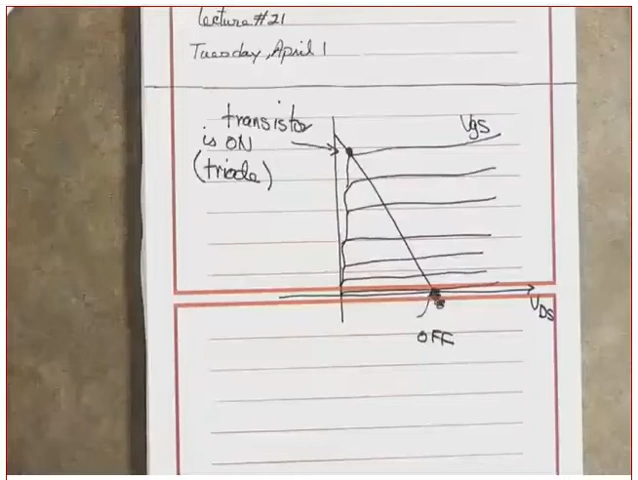 Lecture #21
Tuesday, April 1
transistor
is ON
(triode)
Vgs
VDS
OFF